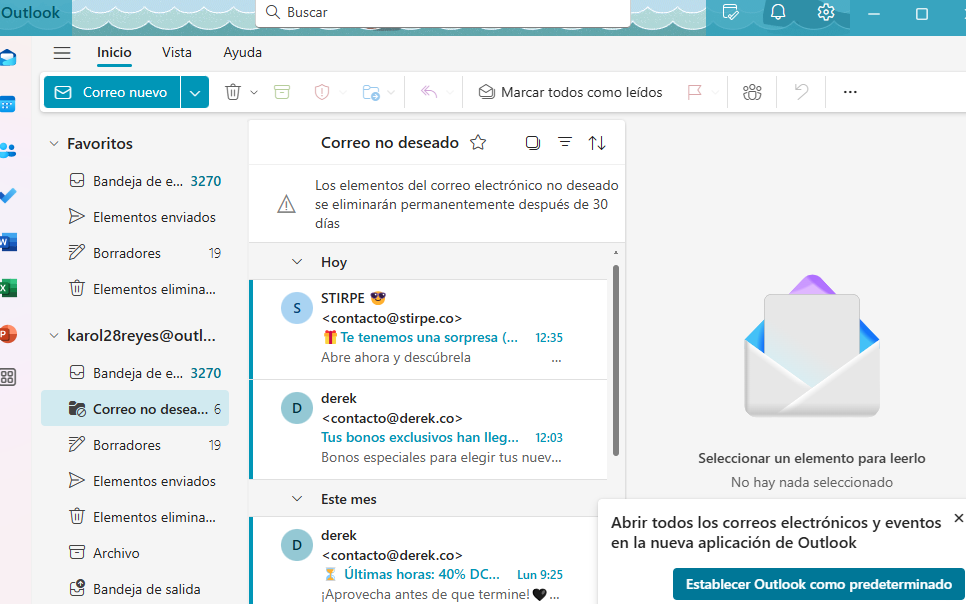 Outlook
Buscar
Inicio
Vista
Ayuda
Correo nuevo
Marcar todos como leídos
Favoritos
Bandeja de e... 3270
Elementos enviados
Borradores 19
Elementos elimina...
karol28reyes@outl...
Bandeja de e... 3270
Correo no desea... 6
Borradores 19
Elementos enviados
Elementos elimina...
Archivo
Bandeja de salida
Correo no deseado
Los elementos del correo electrónico no deseado
se eliminarán permanentemente después de 30
días
Hoy
S
STIRPE 😎
<contacto@stirpe.co>
🎁Te tenemos una sorpresa (... 12:35
Abre ahora y descúbrela ...
D
derek
<contacto@derek.co>
Tus bonos exclusivos han lleg... 12:03
Bonos especiales para elegir tus nuev...
Este mes
D
derek
<contacto@derek.co>
⏳ Últimas horas: 40% DC... Lun 9:25
¡Aprovecha antes de que termine!🖤...
Seleccionar un elemento para leerlo
No hay nada seleccionado
Abrir todos los correos electrónicos y eventos
en la nueva aplicación de Outlook
Establecer Outlook como predeterminado